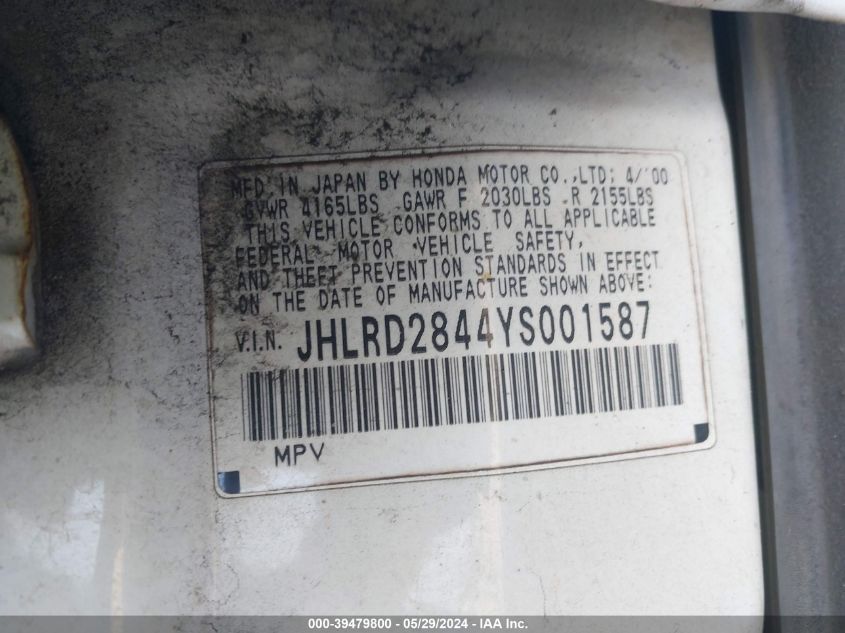 MFD IN JAPAN BY HONDA MOTOR CO.,LTD; 4/'00
GVWR 4165LBS GAWR F 2030LBS R 2155LBS
THIS VEHICLE CONFORMS TO ALL APPLICABLE
FEDERAL MOTOR VEHICLE SAFETY,
AND THEFT PREVENTION STANDARDS IN EFFECT
ON THE DATE OF MANUFACTURE SHOWN ABOVE:
V.I.N. JHLRD2844YS001587
MPV
000-39479800 / 05/29/2024 - IAA Inc.